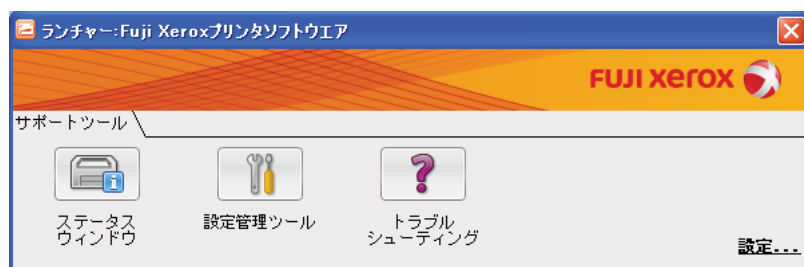 ランチャー:Fuji Xeroxプリンタソフトウエア
FUJI xerox
サポートツール
ステータス
ウィンドウ
設定管理ツール
トラブル
シューティング
設定...